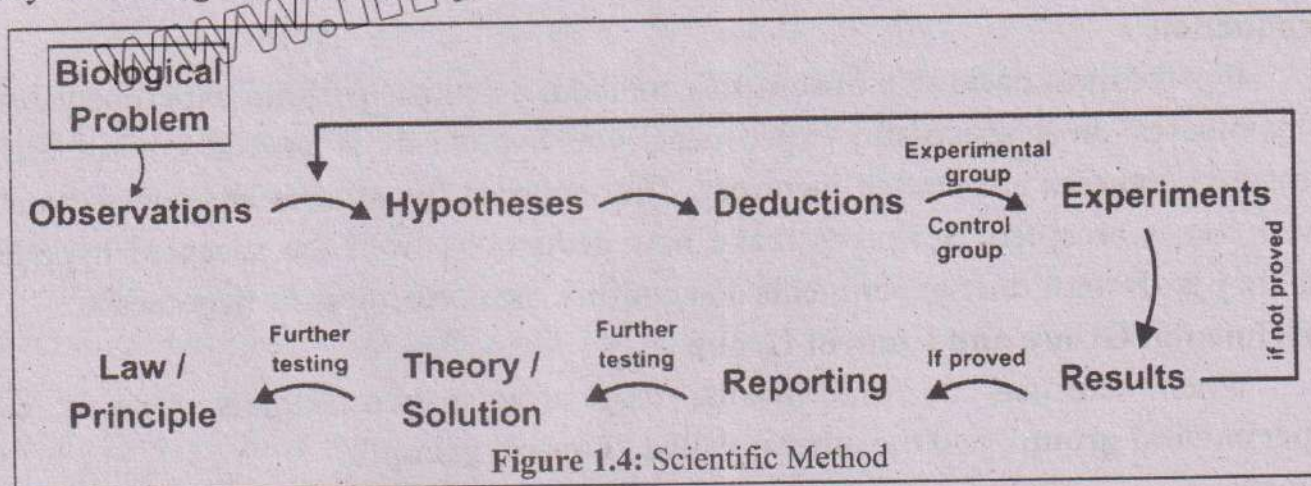 Biological
Problem
Observations
Hypotheses
Deductions
Experimental
group
Control
group
Experiments
if not proved
Results
If proved
Reporting
Further
testing
Theory /
Solution
Further
testing
Law /
Principle
Figure 1.4: Scientific Method